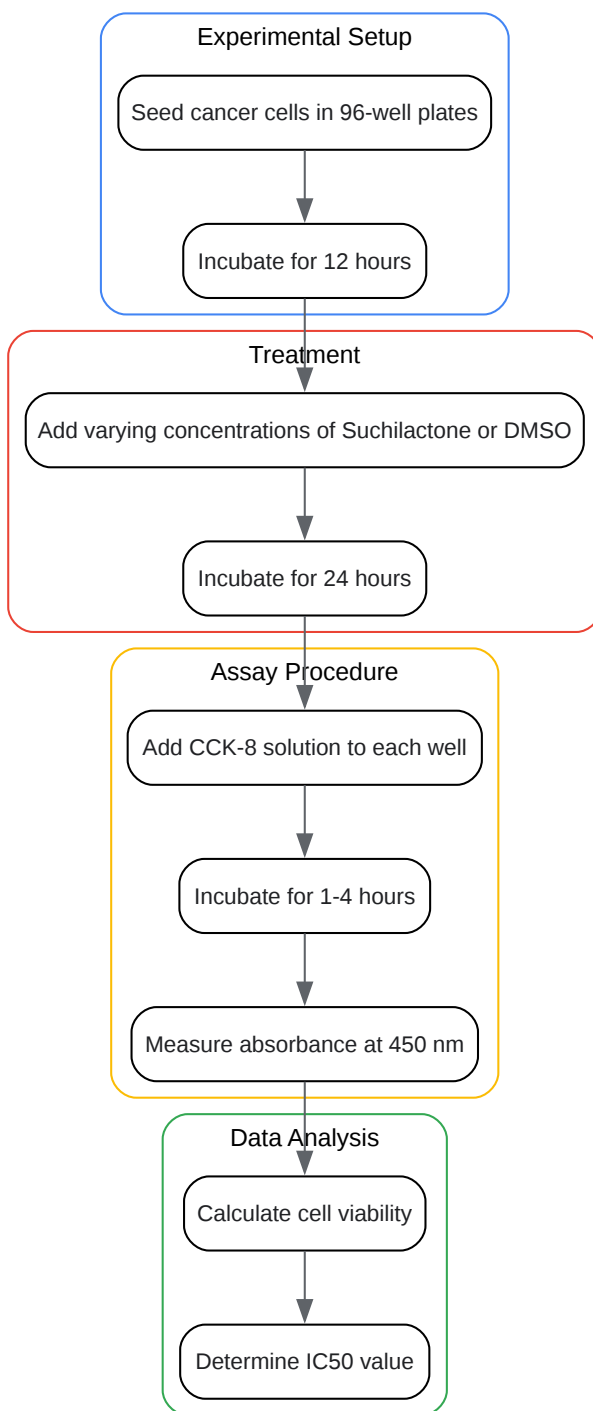 Experimental Setup
Seed cancer cells in 96-well plates
Incubate for 12 hours
Treatment
Add varying concentrations of Suchilactone or DMSO
Incubate for 24 hours
Assay Procedure
Add CCK-8 solution to each well
Incubate for 1-4 hours
Measure absorbance at 450 nm
Data Analysis
Calculate cell viability
Determine IC50 value